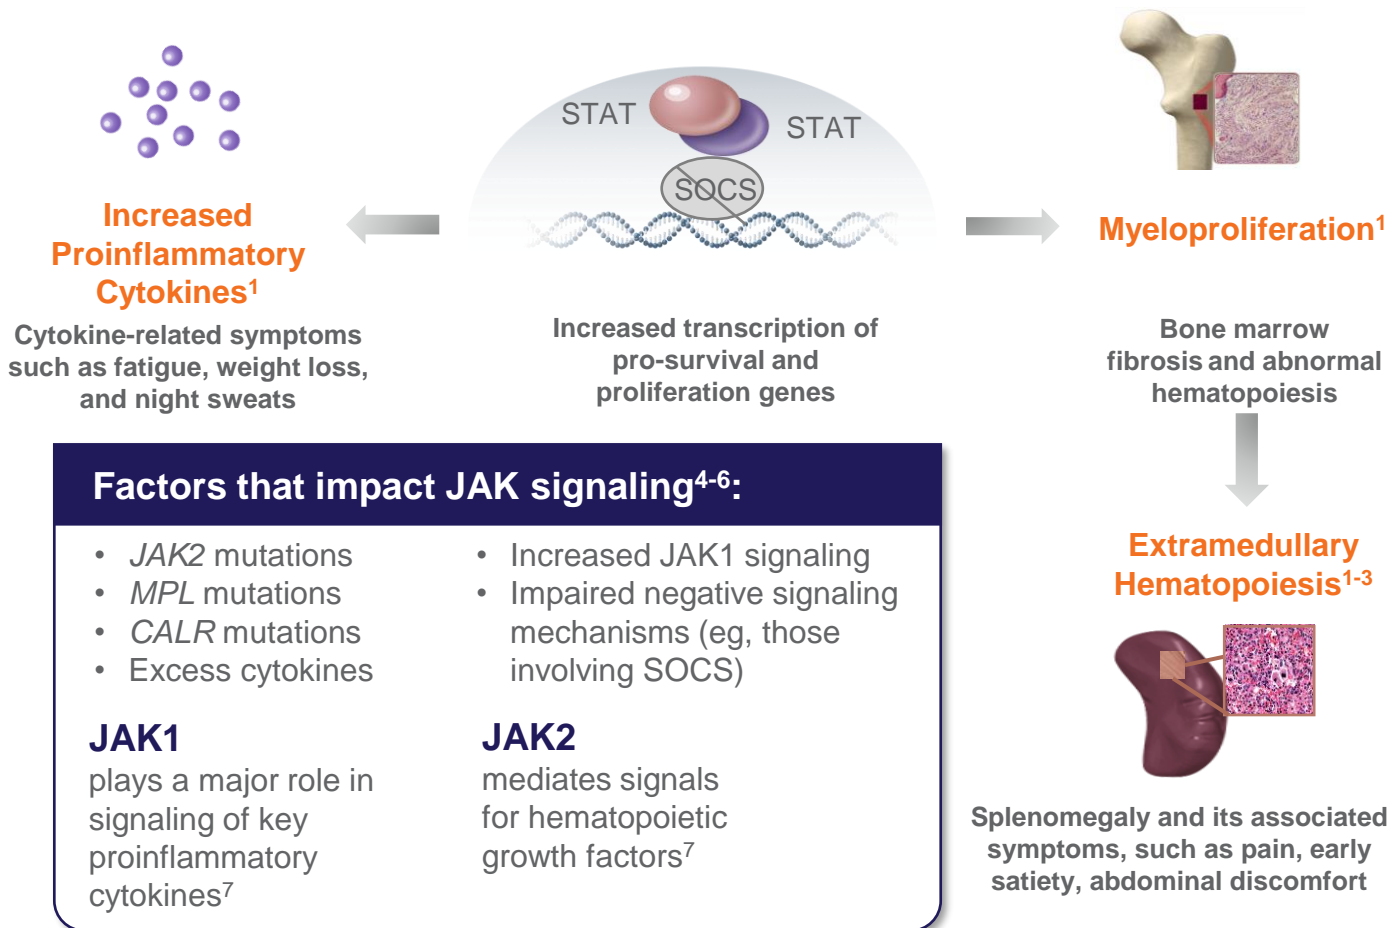 STAT
STAT
SOCS
Increased
Proinflammatory
Cytokines1
Cytokine-related symptoms
such as fatigue, weight loss,
and night sweats
Increased transcription of
pro-survival and
proliferation genes
Myeloproliferation1
Bone marrow
fibrosis and abnormal
hematopoiesis
Extramedullary
Hematopoiesis1-3
Splenomegaly and its associated
symptoms, such as pain, early
satiety, abdominal discomfort
Factors that impact JAK signaling4-6:
• JAK2 mutations
• MPL mutations
• CALR mutations
• Excess cytokines
• Increased JAK1 signaling
• Impaired negative signaling
mechanisms (eg, those
involving SOCS)
JAK1
plays a major role in
signaling of key
proinflammatory
cytokines7
JAK2
mediates signals
for hematopoietic
growth factors7